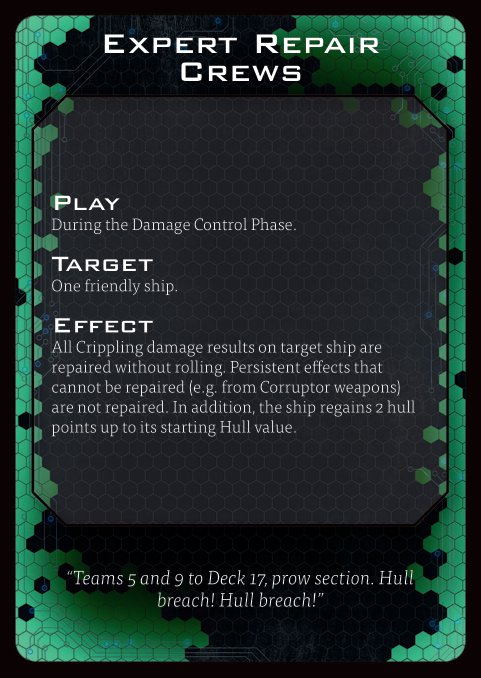 Expert Repair
Crews
Play
During the Damage Control Phase.
Target
One friendly ship.
Effect
All Crippling damage results on target ship are
repaired without rolling. Persistent effects that
cannot be repaired (e.g. from Corruptor weapons)
are not repaired. In addition, the ship regains 2 hull
points up to its starting Hull value.
“Teams 5 and 9 to Deck 17, prow section. Hull
breach! Hull breach!”